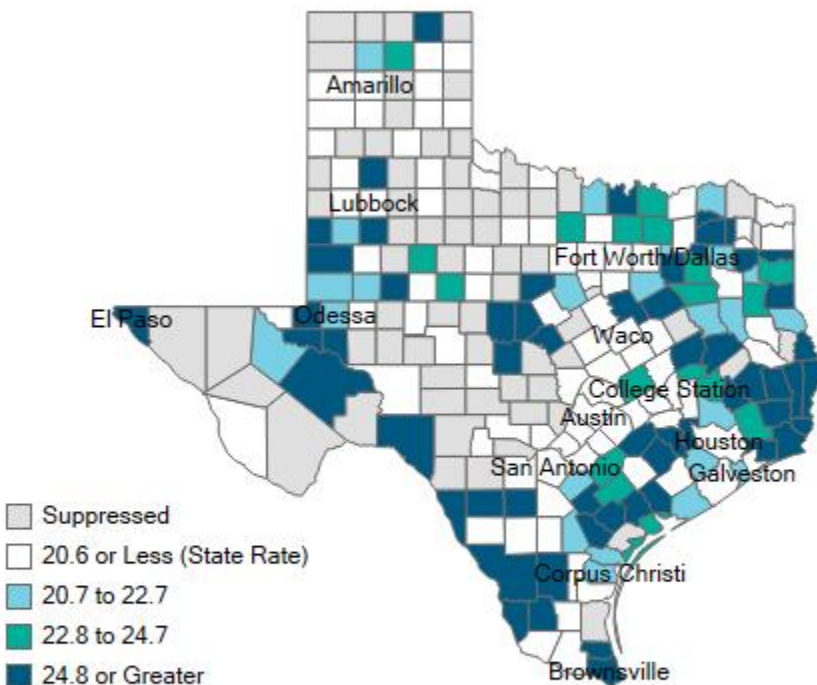 Amarillo
Lubbock
Fort Worth/Dallas
El Paso
Odessa
Waco
College Station
Austin
Houston
San Antonio
Galveston
Suppressed
20.6 or Less (State Rate)
20.7 to 22.7
Corpus Christi
22.8 to 24.7
24.8 or Greater
Brownsville